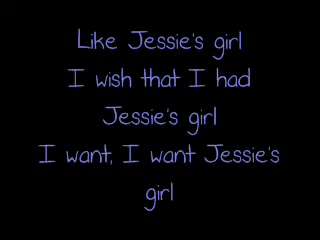 Like Jessie's girl
I wish that I had
Jessie's girl
I want, I want Jessie's
girl